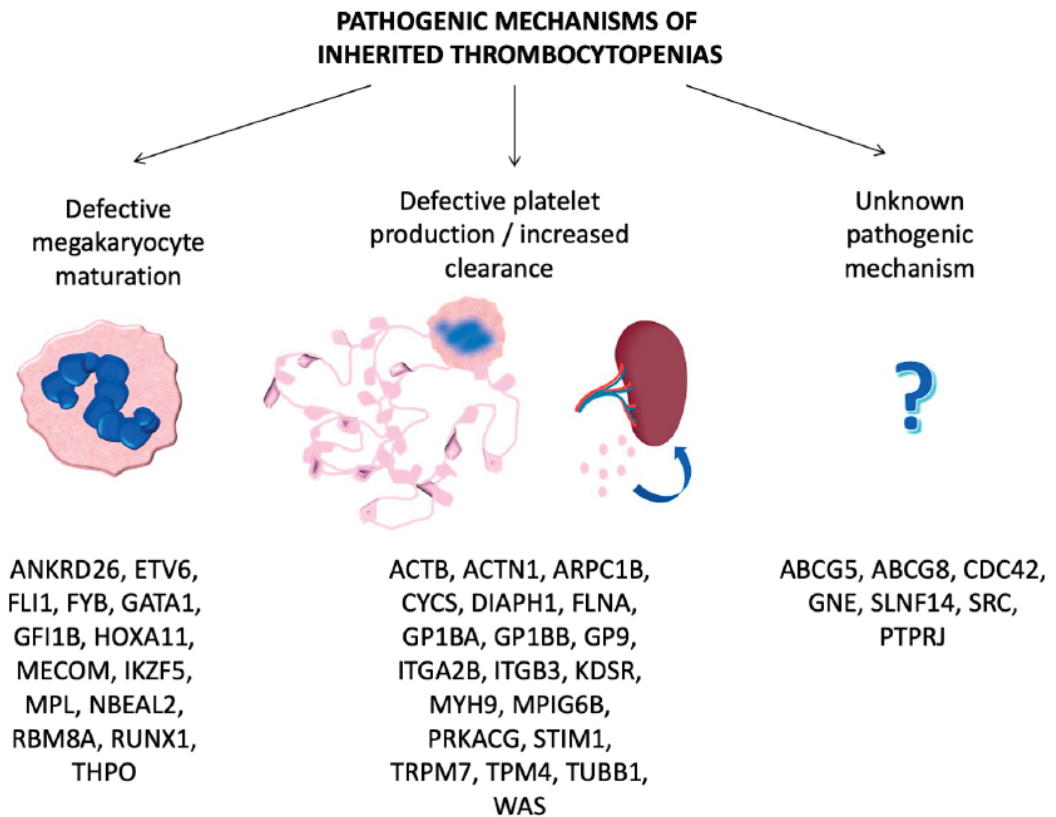 PATHOGENIC MECHANISMS OF
INHERITED THROMBOCYTOPENIAS
Defective
megakaryocyte
maturation
Defective platelet
production / increased
clearance
Unknown
pathogenic
mechanism
?
ANKRD26, ETV6,
FLI1, FYB, GATA1,
GFI1B, HOXA11,
MECOM, IKZF5,
MPL, NBEAL2,
RBM8A, RUNX1,
THPO
ACTB, ACTN1, ARPC1B,
CYCS, DIAPH1, FLNA,
GP1BA, GP1BB, GP9,
ITGA2B, ITGB3, KDSR,
MYH9, MPIG6B,
PRKACG, STIM1,
TRPM7, TPM4, TUBB1,
WAS
ABCG5, ABCG8, CDC42,
GNE, SLNF14, SRC,
PTPRJ